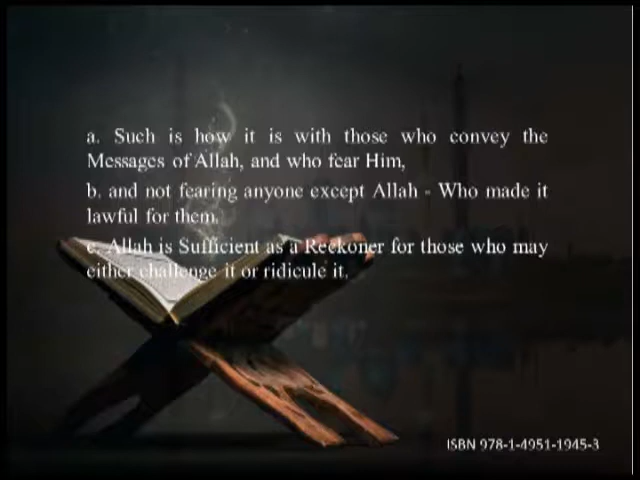 a. Such is how it is with those who convey the
Messages of Allah, and who fear Him,
b. and not fearing anyone except Allah - Who made it
lawful for them.
c. Allah is Sufficient as a Reckoner for those who may
either challenge it or ridicule it.
ISBN 978-1-4951-1945-3